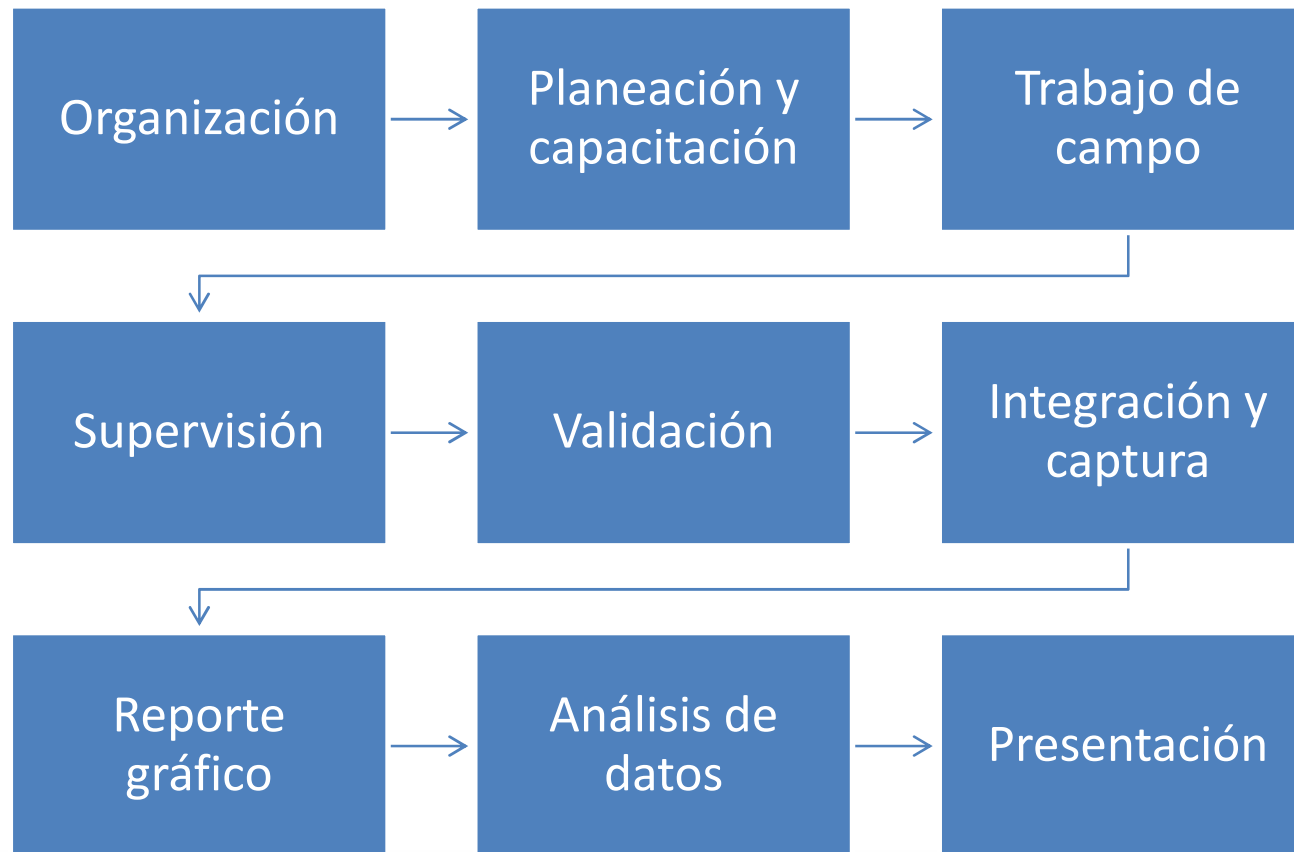 Organización
Planeación y
capacitación
Trabajo de
campo
Supervisión
Validación
Integración y
captura
Reporte
gráfico
Análisis de
datos
Presentación